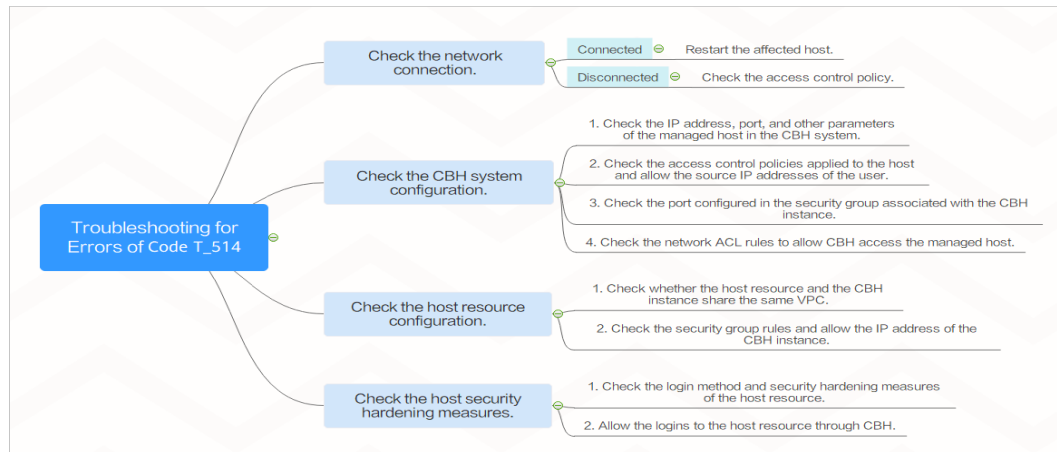 Troubleshooting for
Errors of Code T_514
Check the network
connection.
Connected
Restart the affected host.
Disconnected
Check the access control policy.
Check the CBH system
configuration.
1. Check the IP address, port, and other parameters
of the managed host in the CBH system.
2. Check the access control policies applied to the host
and allow the source IP addresses of the user.
3. Check the port configured in the security group associated with the CBH
instance.
4. Check the network ACL rules to allow CBH access the managed host.
Check the host resource
configuration.
1. Check whether the host resource and the CBH
instance share the same VPC.
2. Check the security group rules and allow the IP address of the
CBH instance.
Check the host security
hardening measures.
1. Check the login method and security hardening measures
of the host resource.
2. Allow the logins to the host resource through CBH.